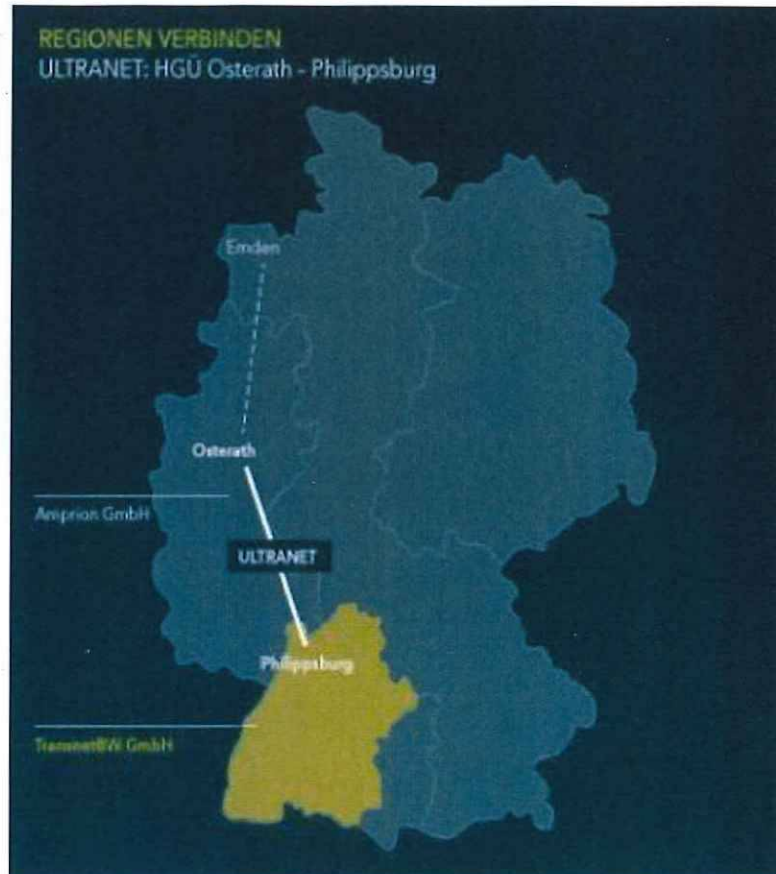 REGIONEN VERBINDEN
ULTRANET: HGÜ Osterath - Philippsburg
Emden
Osterath
Amprion GmbH
ULTRANET
Philippsburg
TransnetBW GmbH